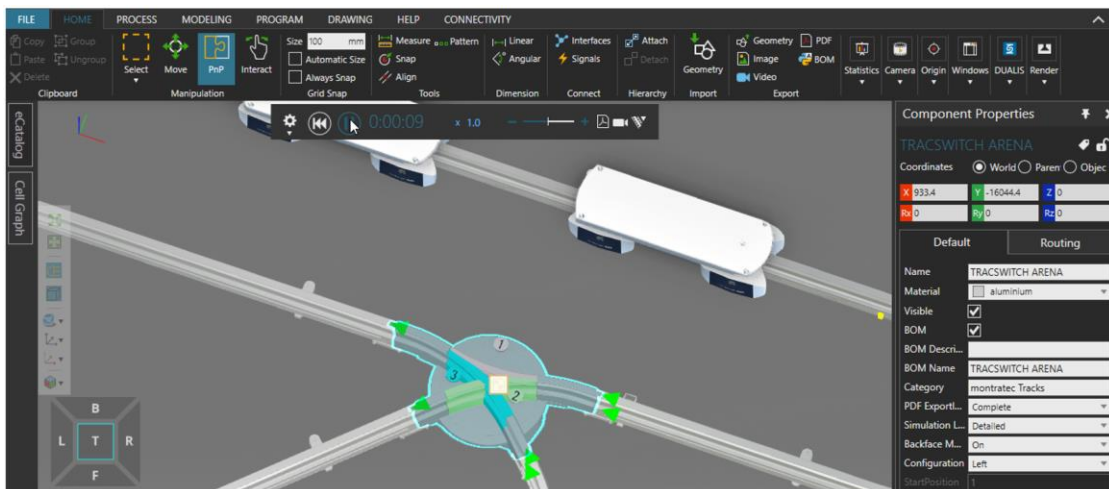 FILE HOME PROCESS MODELING PROGRAM DRAWING HELP CONNECTIVITY
Copy Group
Paste Ungroup
Delete
Clipboard
Select Move PnP Interact
Manipulation
Size 100 mm
Automatic Size
Always Snap
Grid Snap
Measure Pattern
Snap
Align
Tools
Linear
Angular
Dimension
Interfaces
Signals
Connect
Attach
Detach
Hierarchy
Geometry
Import
Geometry PDF
Image BOM
Video
Export
Statistics Camera Origin Windows DUALIS Render
0:00:09 x 1.0
eCatalog
Cell Graph
1
3
2
B
L T R
F
Component Properties
TRACSWITCH ARENA
Coordinates World Paren Objec
X 933.4 Y -16044.4 Z 0
Rx 0 Ry 0 Rz 0
Default Routing
Name TRACSWITCH ARENA
Material aluminium
Visible
BOM
BOM Descri...
BOM Name TRACSWITCH ARENA
Category montratec Tracks
PDF Exportl... Complete
Simulation L... Detailed
Backface M... On
Configuration Left
StartPosition 1